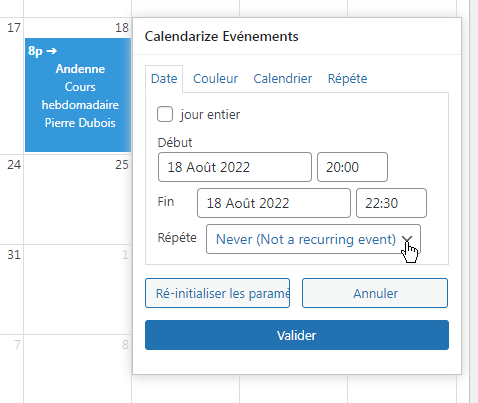 17
18
8p ➔
Andenne
Cours
hebdomadaire
Pierre Dubois
24
25
31
1
7
8
Calendarize Evénements
Date Couleur Calendrier Répéte
jour entier
Début
18 Août 2022 20:00
Fin 18 Août 2022 22:30
Répéte Never (Not a recurring event)
Ré-initialiser les paramé Annuler
Valider